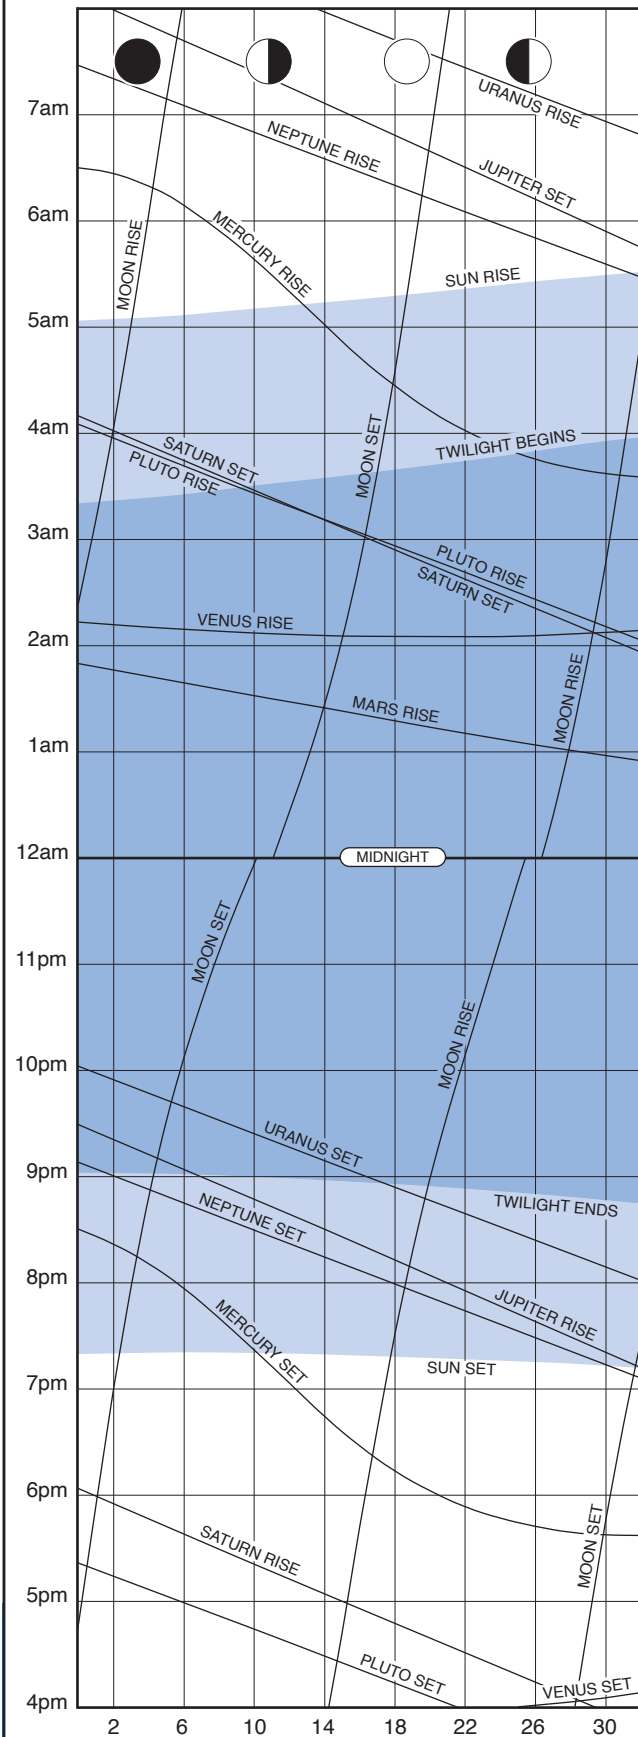 URANUS RISE
7am
NEPTUNE RISE
JUPITER SET
6am
MERCURY RISE
MOON RISE
SUN RISE
5am
4am
TWILIGHT BEGINS
SATURN SET
MOON SET
PLUTO RISE
3am
PLUTO RISE
SATURN SET
VENUS RISE
2am
MOON RISE
MARS RISE
1am
12am
MIDNIGHT
MOON SET
11pm
MOON RISE
10pm
URANUS SET
9pm
TWILIGHT ENDS
NEPTUNE SET
8pm
JUPITER RISE
MERCURY SET
SUN SET
7pm
6pm
SATURN RISE
MOON SET
5pm
PLUTO SET
VENUS SET
4pm
2 6 10 14 18 22 26 30